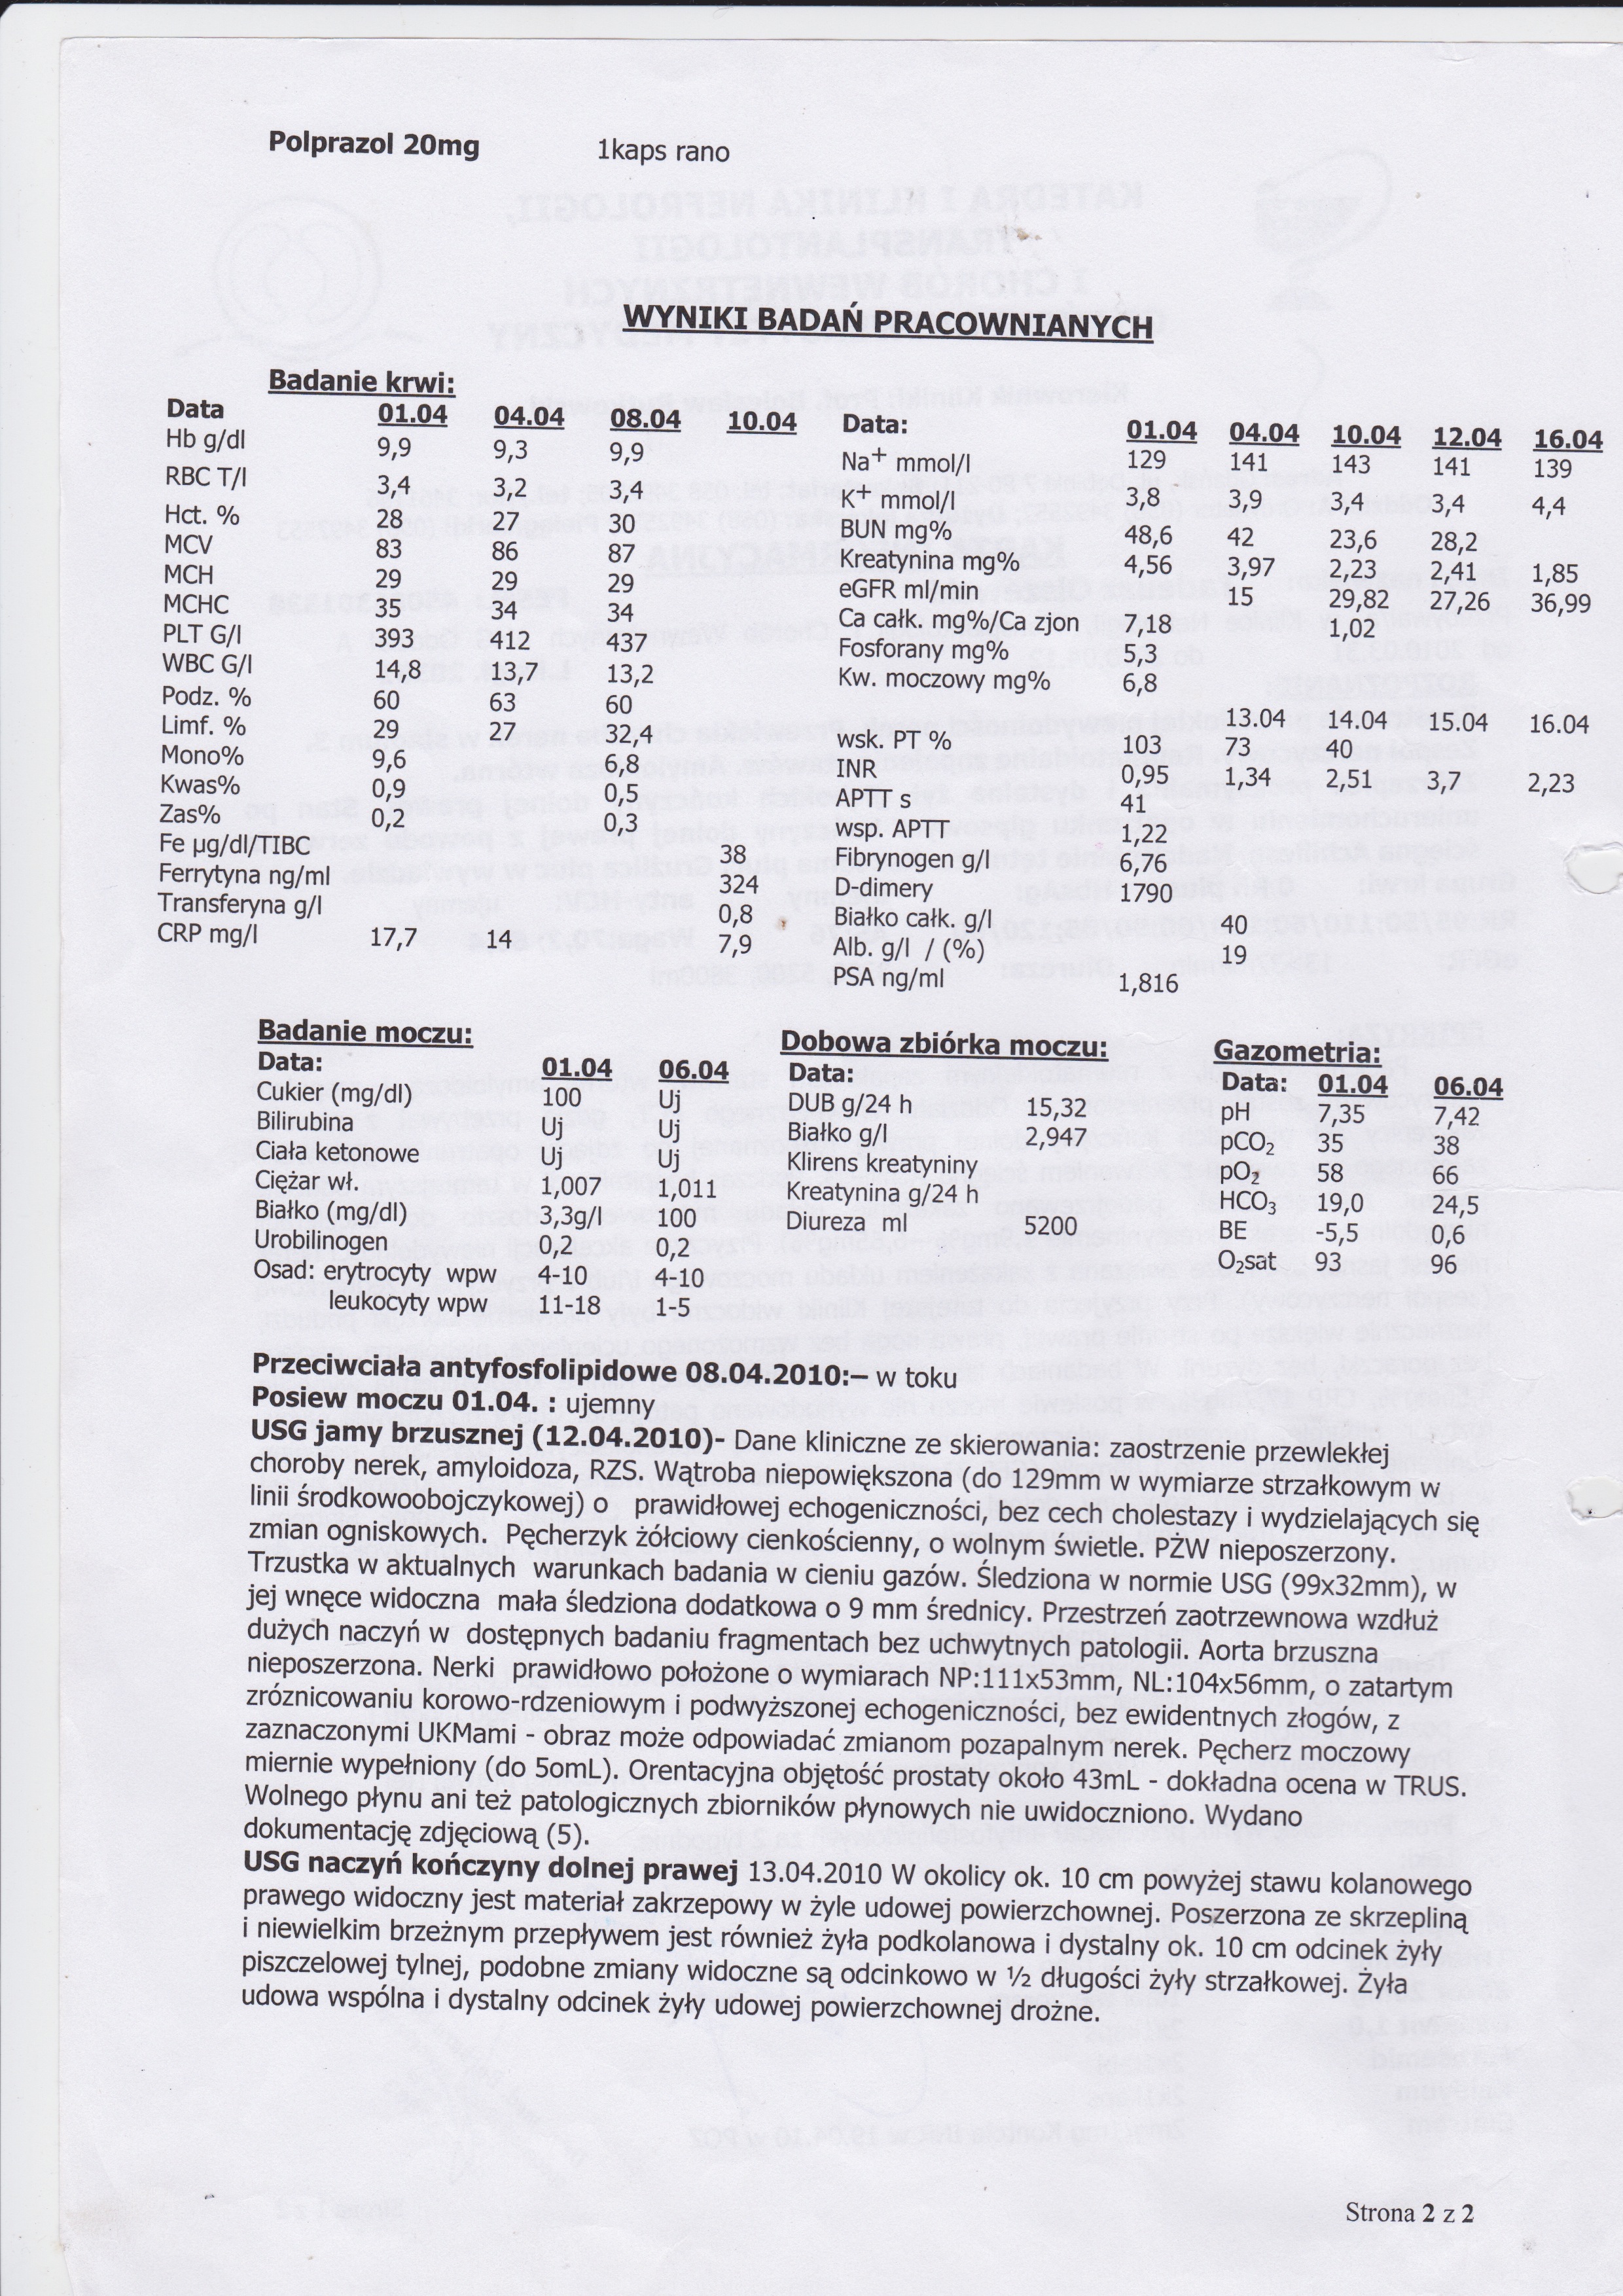 Polprazol 20mg 1kaps rano
WYNIKI BADAŃ PRACOWNIANYCH
Badanie krwi:
Data 01.04 04.04 08.04 10.04
Hb g/dl 9,9 9,3 9,9
RBC T/l 3,4 3,2 3,4
Hct. % 28 27 30
MCV 83 86 87
MCH 29 29 29
MCHC 35 34 34
PLT G/l 393 412 437
WBC G/l 14,8 13,7 13,2
Podz. % 60 63 60
Limf. % 29 27 32,4
Mono% 9,6 6,8
Kwas% 0,9 0,5
Zas% 0,2 0,3
Fe µg/dl/TIBC 38
Ferrytyna ng/ml 324
Transferyna g/l 0,8
CRP mg/l 17,7 14 7,9
Data: 01.04 04.04 10.04 12.04 16.04
Na+ mmol/l 129 141 143 141 139
K+ mmol/l 3,8 3,9 3,4 3,4 4,4
BUN mg% 48,6 42 23,6 28,2
Kreatynina mg% 4,56 3,97 2,23 2,41 1,85
eGFR ml/min 15 29,82 27,26 36,99
Ca całk. mg%/Ca zjon 7,18 1,02
Fosforany mg% 5,3
Kw. moczowy mg% 6,8
13.04 14.04 15.04 16.04
wsk. PT % 103 73 40
INR 0,95 1,34 2,51 3,7 2,23
APTT s 41
wsp. APTT 1,22
Fibrynogen g/l 6,76
D-dimery 1790
Białko całk. g/l 40
Alb. g/l / (%) 19
PSA ng/ml 1,816
Badanie moczu:
Data: 01.04 06.04
Cukier (mg/dl) 100 Uj
Bilirubina Uj Uj
Ciała ketonowe Uj Uj
Ciężar wł. 1,007 1,011
Białko (mg/dl) 3,3g/l 100
Urobilinogen 0,2 0,2
Osad: erytrocyty wpw 4-10 4-10
leukocyty wpw 11-18 1-5
Dobowa zbiórka moczu:
Data:
DUB g/24 h 15,32
Białko g/l 2,947
Klirens kreatyniny
Kreatynina g/24 h
Diureza ml 5200
Gazometria:
Data: 01.04 06.04
pH 7,35 7,42
pCO2 35 38
pO2 58 66
HCO3 19,0 24,5
BE -5,5 0,6
O2sat 93 96
Przeciwciała antyfosfolipidowe 08.04.2010:– w toku
Posiew moczu 01.04. : ujemny
USG jamy brzusznej (12.04.2010)- Dane kliniczne ze skierowania: zaostrzenie przewlekłej
choroby nerek, amyloidoza, RZS. Wątroba niepowiększona (do 129mm w wymiarze strzałkowym w
linii środkowoobojczykowej) o prawidłowej echogeniczności, bez cech cholestazy i wydzielających się
zmian ogniskowych. Pęcherzyk żółciowy cienkościenny, o wolnym świetle. PŻW nieposzerzony.
Trzustka w aktualnych warunkach badania w cieniu gazów. Śledziona w normie USG (99x32mm), w
jej wnęce widoczna mała śledziona dodatkowa o 9 mm średnicy. Przestrzeń zaotrzewnowa wzdłuż
dużych naczyń w dostępnych badaniu fragmentach bez uchwytnych patologii. Aorta brzuszna
nieposzerzona. Nerki prawidłowo położone o wymiarach NP:111x53mm, NL:104x56mm, o zatartym
zróznicowaniu korowo-rdzeniowym i podwyższonej echogeniczności, bez ewidentnych złogów, z
zaznaczonymi UKMami - obraz może odpowiadać zmianom pozapalnym nerek. Pęcherz moczowy
miernie wypełniony (do 5omL). Orentacyjna objętość prostaty około 43mL - dokładna ocena w TRUS.
Wolnego płynu ani też patologicznych zbiorników płynowych nie uwidoczniono. Wydano
dokumentację zdjęciową (5).
USG naczyń kończyny dolnej prawej 13.04.2010 W okolicy ok. 10 cm powyżej stawu kolanowego
prawego widoczny jest materiał zakrzepowy w żyle udowej powierzchownej. Poszerzona ze skrzepliną
i niewielkim brzeżnym przepływem jest również żyła podkolanowa i dystalny ok. 10 cm odcinek żyły
piszczelowej tylnej, podobne zmiany widoczne są odcinkowo w ½ długości żyły strzałkowej. Żyła
udowa wspólna i dystalny odcinek żyły udowej powierzchownej drożne.
Strona 2 z 2